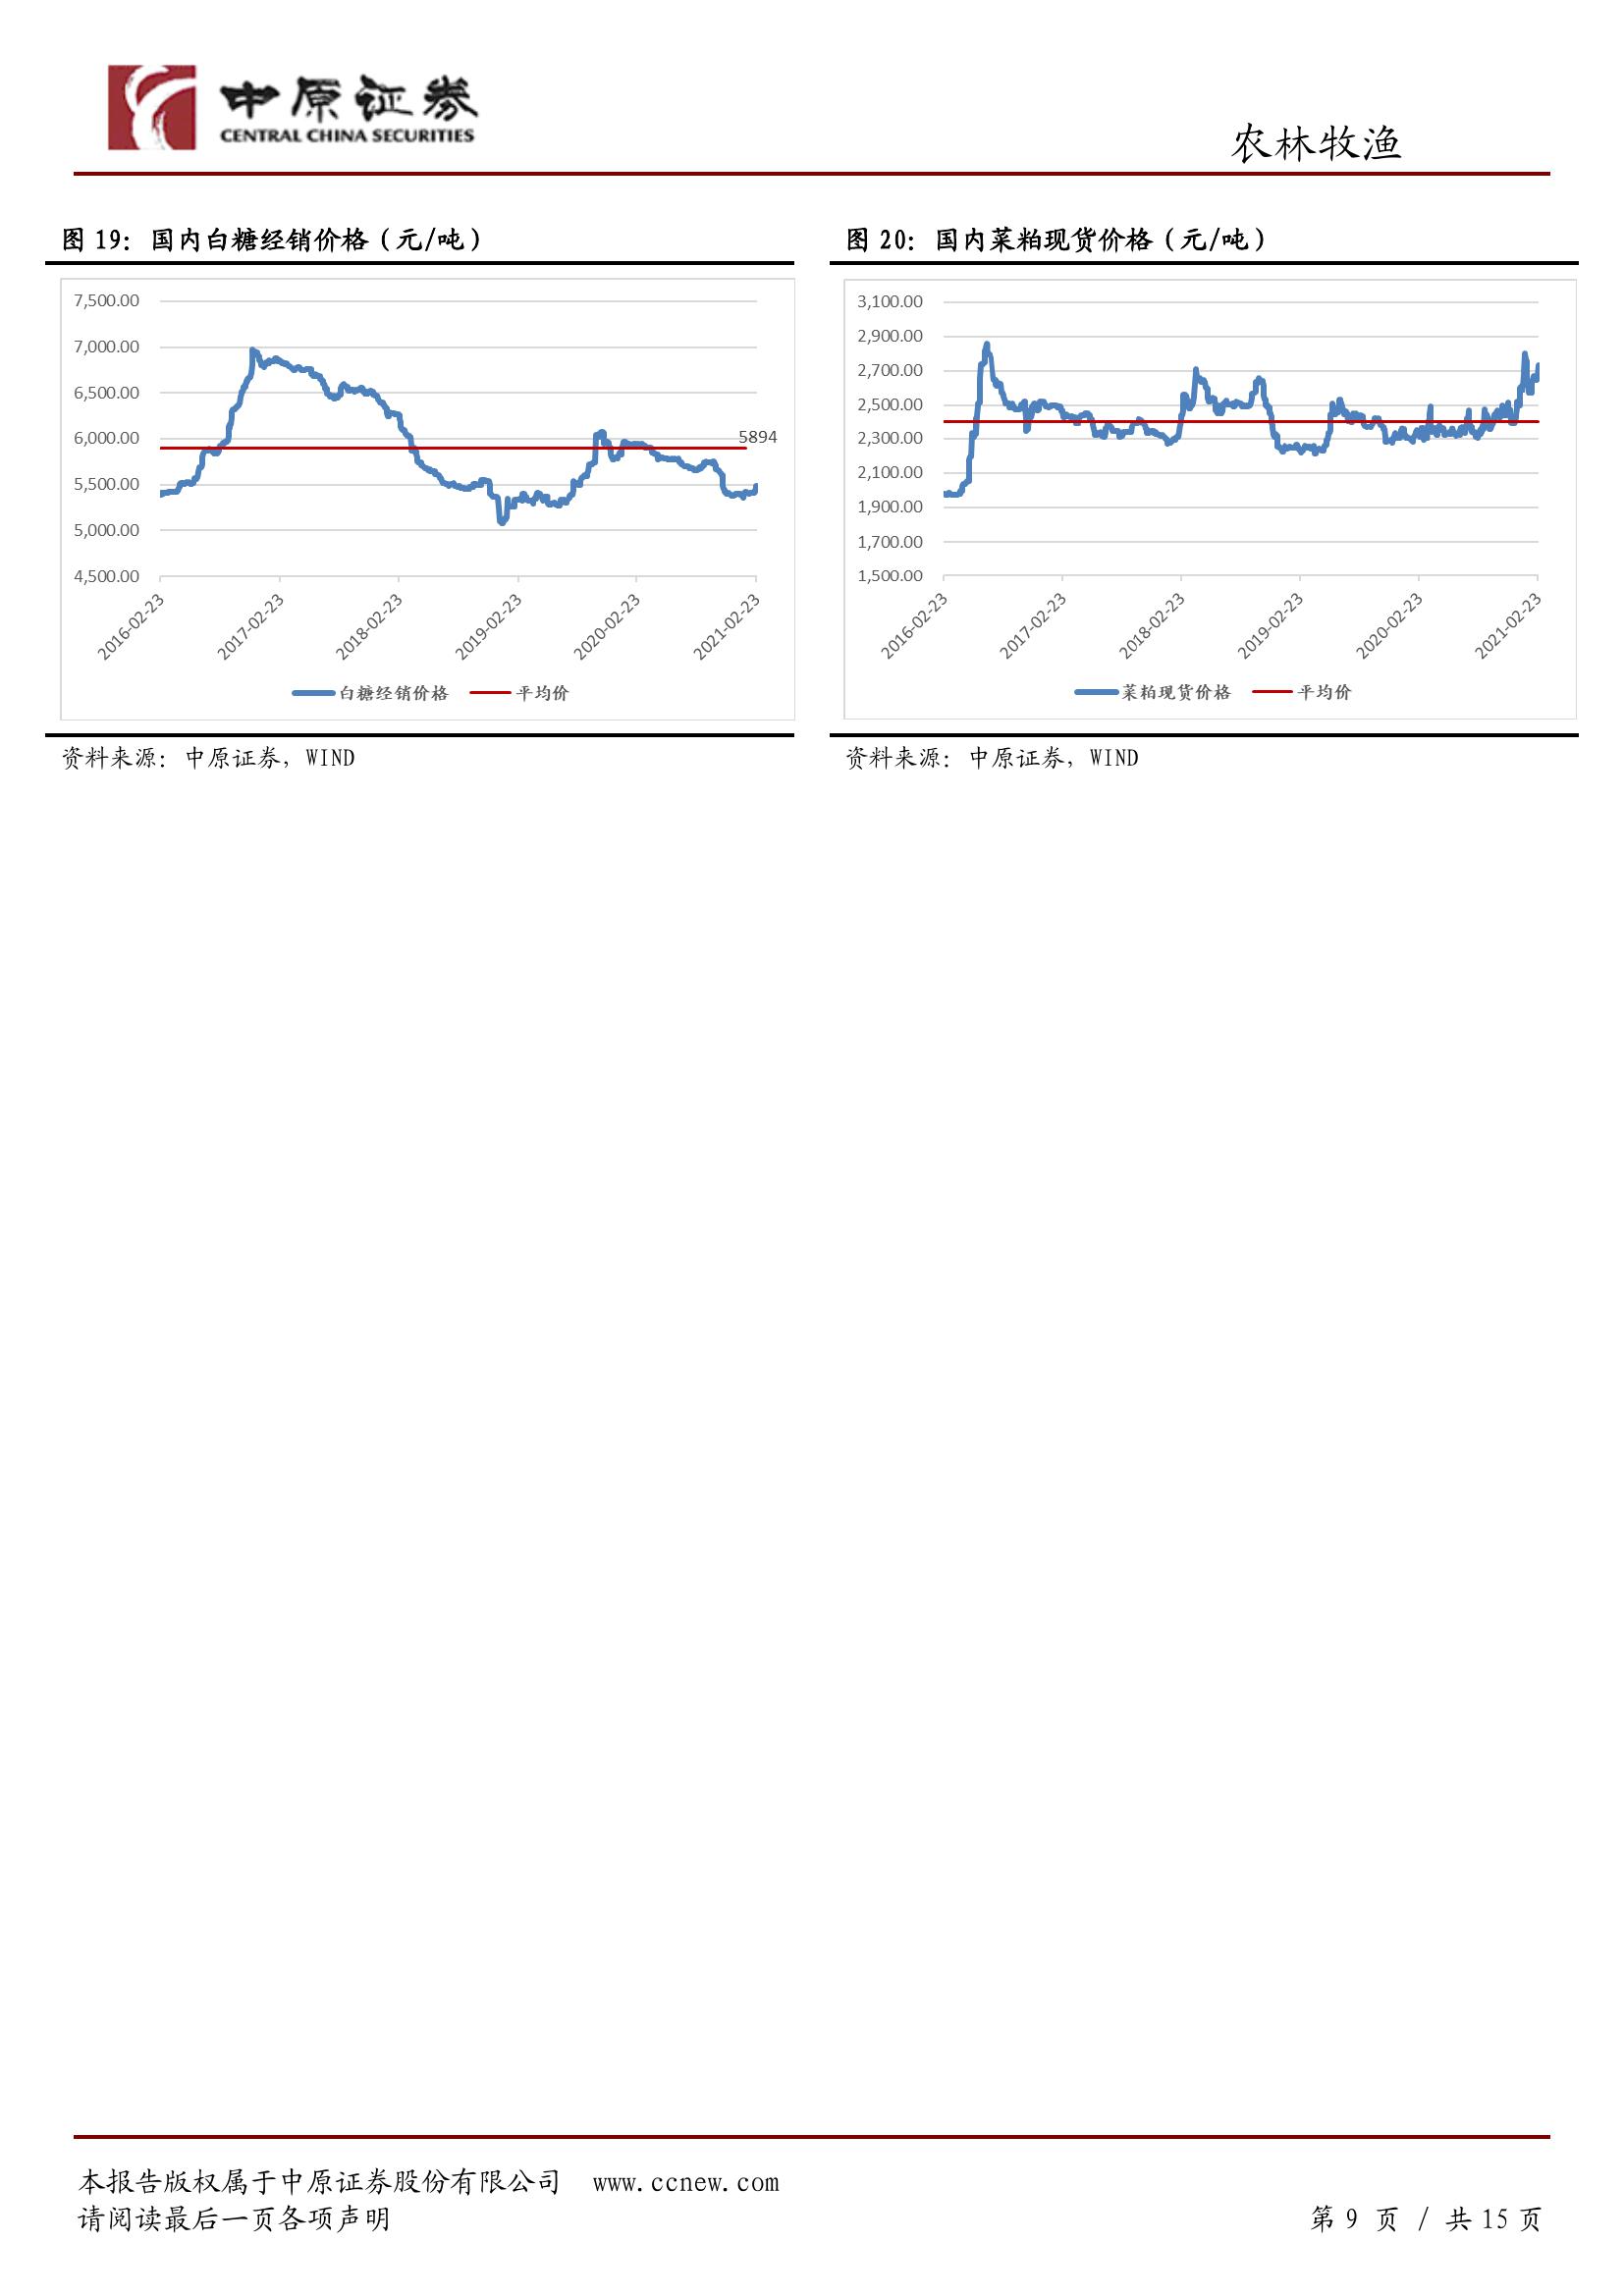 中原证券
CENTRAL CHINA SECURITIES
农林牧渔
图 19：国内白糖经销价格（元/吨）
7,500.00
7,000.00
6,500.00
6,000.00
5,500.00
5,000.00
4,500.00
5894
2016-02-23
2017-02-23
2018-02-23
2019-02-23
2020-02-23
2021-02-23
白糖经销价格 平均价
资料来源：中原证券，WIND
图 20：国内菜粕现货价格（元/吨）
3,100.00
2,900.00
2,700.00
2,500.00
2,300.00
2,100.00
1,900.00
1,700.00
1,500.00
2016-02-23
2017-02-23
2018-02-23
2019-02-23
2020-02-23
2021-02-23
菜粕现货价格 平均价
资料来源：中原证券，WIND
本报告版权属于中原证券股份有限公司 www.ccnew.com
请阅读最后一页各项声明
第 9 页 / 共 15 页